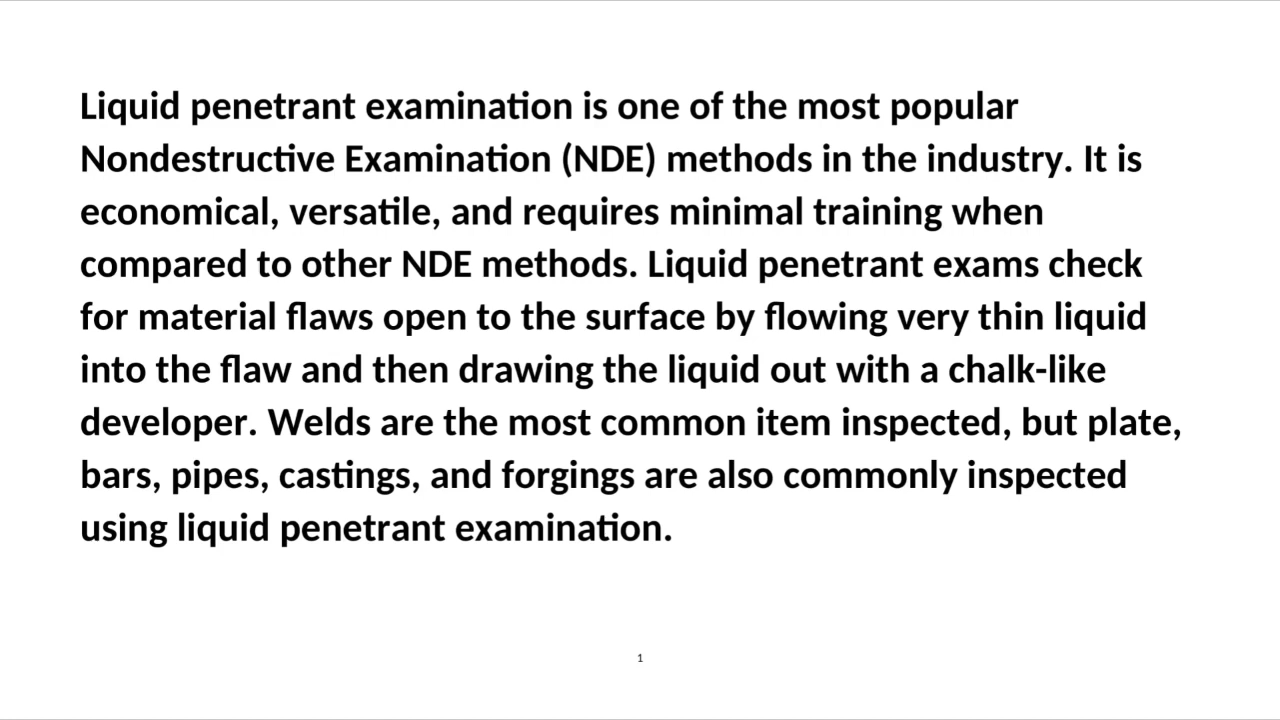 Liquid penetrant examination is one of the most popular
Nondestructive Examination (NDE) methods in the industry. It is
economical, versatile, and requires minimal training when
compared to other NDE methods. Liquid penetrant exams check
for material flaws open to the surface by flowing very thin liquid
into the flaw and then drawing the liquid out with a chalk-like
developer. Welds are the most common item inspected, but plate,
bars, pipes, castings, and forgings are also commonly inspected
using liquid penetrant examination.
1